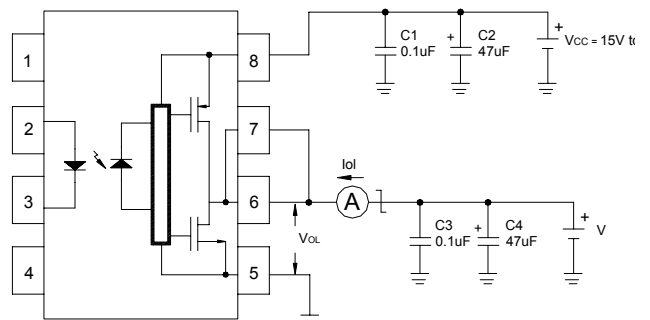 1
2
3
4
8
7
6
5
C1
0.1uF
+ C2
47uF
+
VCC = 15V to
Iol
A
VOL
C3
0.1uF
+ C4
47uF
+
V